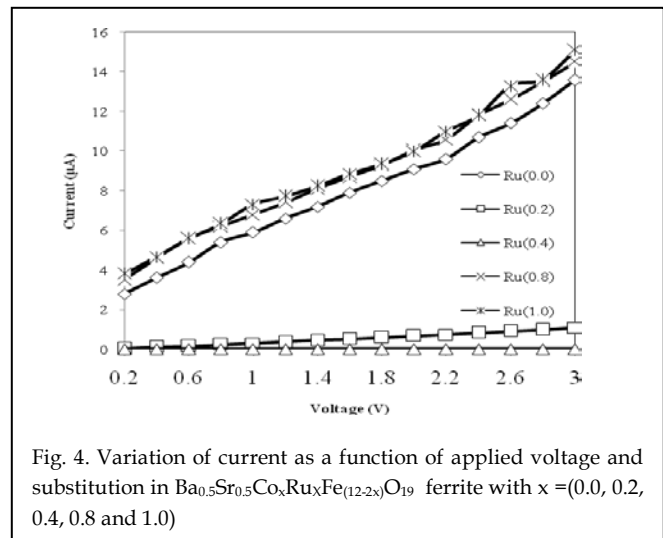 16
14
12
10
8
6
4
2
0
Current (µA)
0.2 0.6 1 1.4 1.8 2.2 2.6 3
Voltage (V)
Ru(0.0)
Ru(0.2)
Ru(0.4)
Ru(0.8)
Ru(1.0)
Fig. 4. Variation of current as a function of applied voltage and
substitution in Ba₀.₅Sr₀.₅CoₓRuₓFe₍₁₂₋₂ₓ₎O₁₉ ferrite with x =(0.0, 0.2,
0.4, 0.8 and 1.0)